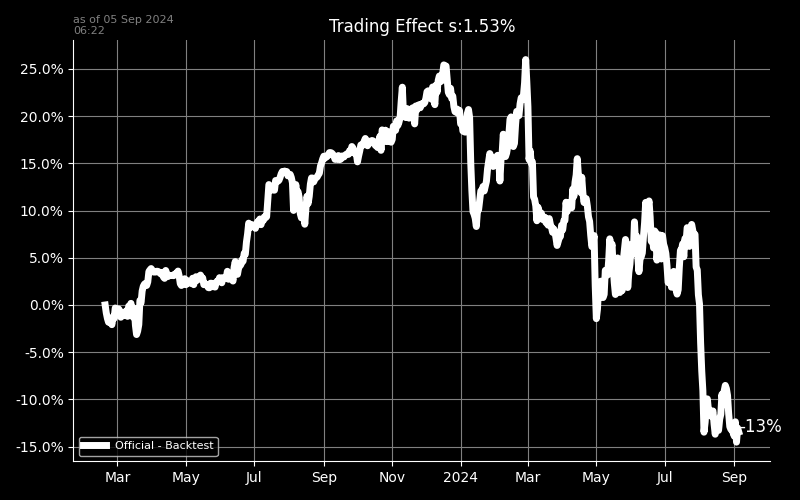 as of 05 Sep 2024
06:22
Trading Effect s:1.53%
25.0%
20.0%
15.0%
10.0%
5.0%
0.0%
-5.0%
-10.0%
-15.0%
-13%
Official - Backtest
Mar May Jul Sep Nov 2024 Mar May Jul Sep